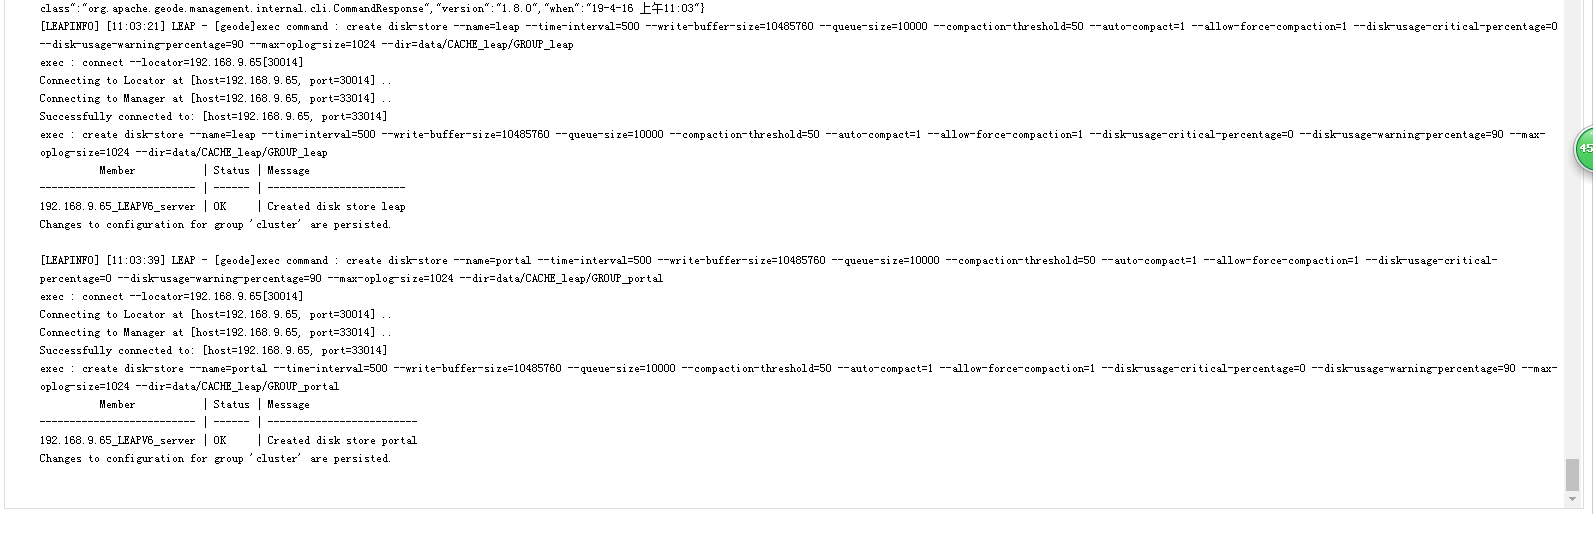 class":"org.apache.geode.management.internal.cli.CommandResponse","version":"1.8.0","when":"19-4-16 上午11:03"}
[LEAPINFO] [11:03:21] LEAP - [geode]exec command : create disk-store --name=leap --time-interval=500 --write-buffer-size=10485760 --queue-size=10000 --compaction-threshold=50 --auto-compact=1 --allow-force-compaction=1 --disk-usage-critical-percentage=0
--disk-usage-warning-percentage=90 --max-oplog-size=1024 --dir=data/CACHE_leap/GROUP_leap
exec : connect --locator=192.168.9.65[30014]
Connecting to Locator at [host=192.168.9.65, port=30014] ..
Connecting to Manager at [host=192.168.9.65, port=33014] ..
Successfully connected to: [host=192.168.9.65, port=33014]
exec : create disk-store --name=leap --time-interval=500 --write-buffer-size=10485760 --queue-size=10000 --compaction-threshold=50 --auto-compact=1 --allow-force-compaction=1 --disk-usage-critical-percentage=0 --disk-usage-warning-percentage=90 --max-
oplog-size=1024 --dir=data/CACHE_leap/GROUP_leap
Member | Status | Message
-------------------------- | ------ | -----------------------
192.168.9.65_LEAPV6_server | OK | Created disk store leap
Changes to configuration for group 'cluster' are persisted.
[LEAPINFO] [11:03:39] LEAP - [geode]exec command : create disk-store --name=portal --time-interval=500 --write-buffer-size=10485760 --queue-size=10000 --compaction-threshold=50 --auto-compact=1 --allow-force-compaction=1 --disk-usage-critical-
percentage=0 --disk-usage-warning-percentage=90 --max-oplog-size=1024 --dir=data/CACHE_leap/GROUP_portal
exec : connect --locator=192.168.9.65[30014]
Connecting to Locator at [host=192.168.9.65, port=30014] ..
Connecting to Manager at [host=192.168.9.65, port=33014] ..
Successfully connected to: [host=192.168.9.65, port=33014]
exec : create disk-store --name=portal --time-interval=500 --write-buffer-size=10485760 --queue-size=10000 --compaction-threshold=50 --auto-compact=1 --allow-force-compaction=1 --disk-usage-critical-percentage=0 --disk-usage-warning-percentage=90 --max-
oplog-size=1024 --dir=data/CACHE_leap/GROUP_portal
Member | Status | Message
-------------------------- | ------ | -------------------------
192.168.9.65_LEAPV6_server | OK | Created disk store portal
Changes to configuration for group 'cluster' are persisted.
45